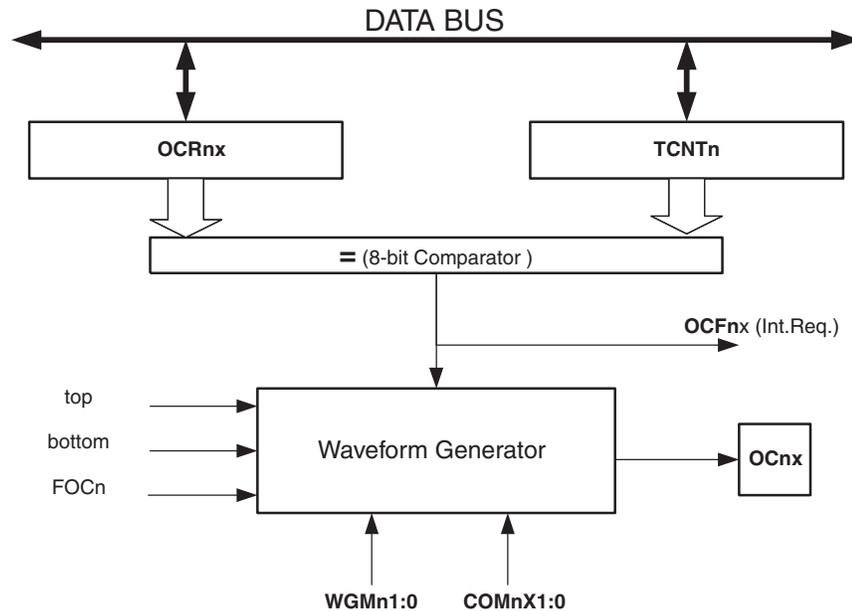 DATA BUS
OCRnx
TCNTn
= (8-bit Comparator )
OCFnx (Int.Req.)
top
bottom
FOCn
Waveform Generator
OCnx
WGMn1:0
COMnX1:0